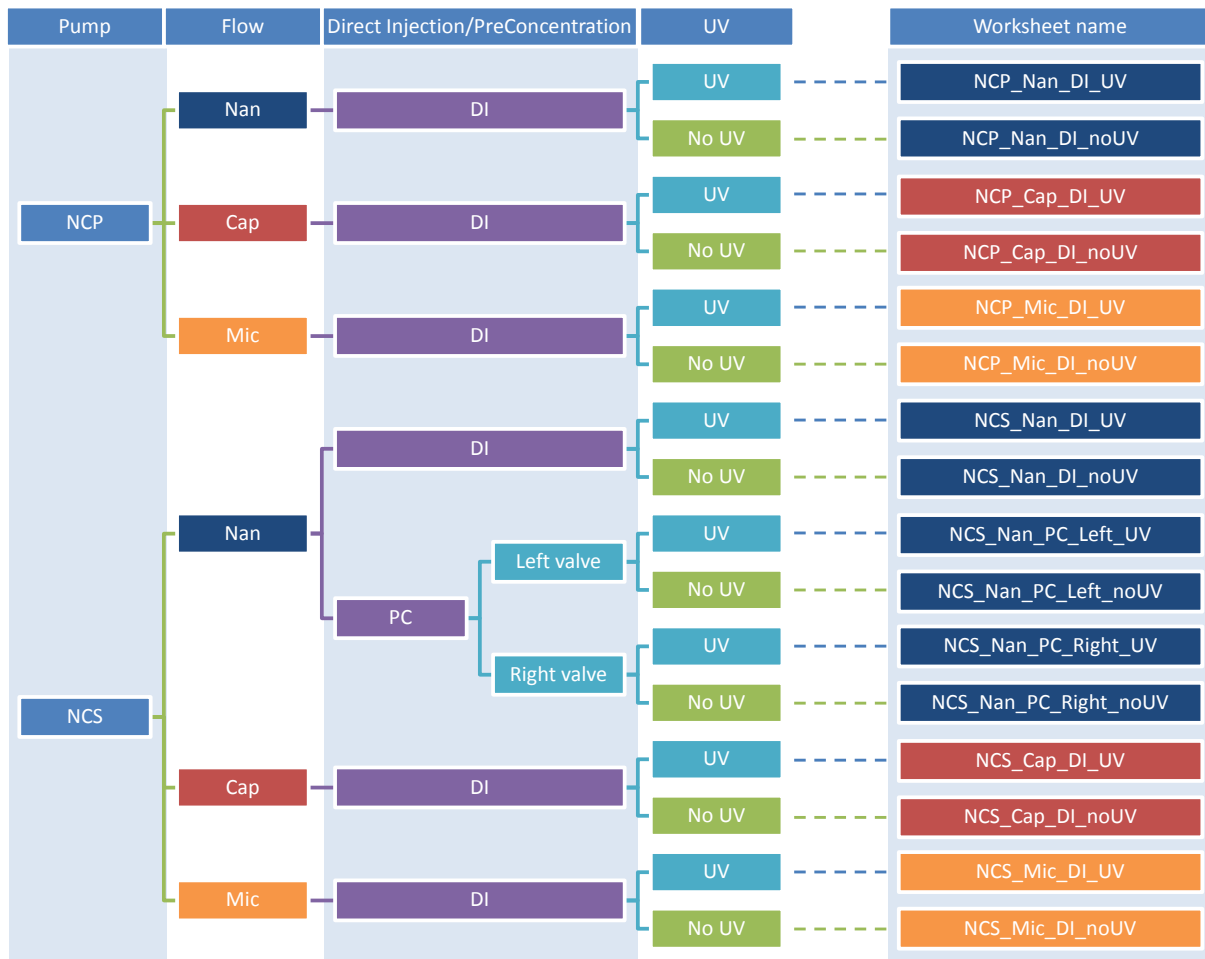 Pump Flow Direct Injection/PreConcentration UV Worksheet name
UV NCP_Nan_DI_UV
Nan DI
No UV NCP_Nan_DI_noUV
UV NCP_Cap_DI_UV
NCP Cap DI
No UV NCP_Cap_DI_noUV
UV NCP_Mic_DI_UV
Mic DI
No UV NCP_Mic_DI_noUV
UV NCS_Nan_DI_UV
DI
No UV NCS_Nan_DI_noUV
Nan UV NCS_Nan_PC_Left_UV
Left valve
No UV NCS_Nan_PC_Left_noUV
PC
UV NCS_Nan_PC_Right_UV
Right valve
No UV NCS_Nan_PC_Right_noUV
NCS
UV NCS_Cap_DI_UV
Cap DI
No UV NCS_Cap_DI_noUV
UV NCS_Mic_DI_UV
Mic DI
No UV NCS_Mic_DI_noUV